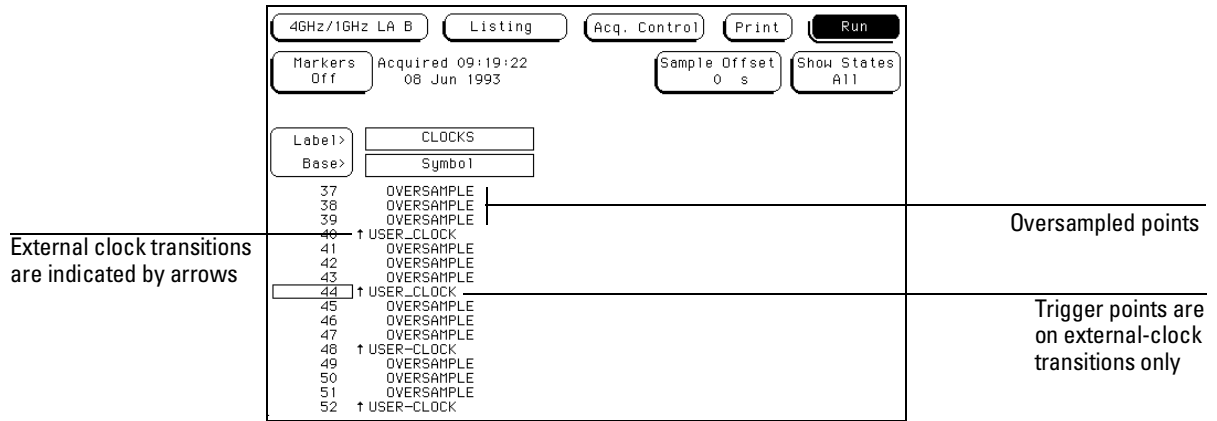 4GHz/1GHz LA B Listing Acq. Control Print Run
Markers Off Acquired 09:19:22 08 Jun 1993 Sample Offset 0 s Show States All
Label> CLOCKS
Base> Symbol
37 OVERSAMPLE
38 OVERSAMPLE
39 OVERSAMPLE
40 ↑ USER_CLOCK
41 OVERSAMPLE
42 OVERSAMPLE
43 OVERSAMPLE
44 ↑ USER_CLOCK
45 OVERSAMPLE
46 OVERSAMPLE
47 OVERSAMPLE
48 ↑ USER-CLOCK
49 OVERSAMPLE
50 OVERSAMPLE
51 OVERSAMPLE
52 ↑ USER-CLOCK
External clock transitions
are indicated by arrows
Oversampled points
Trigger points are
on external-clock
transitions only